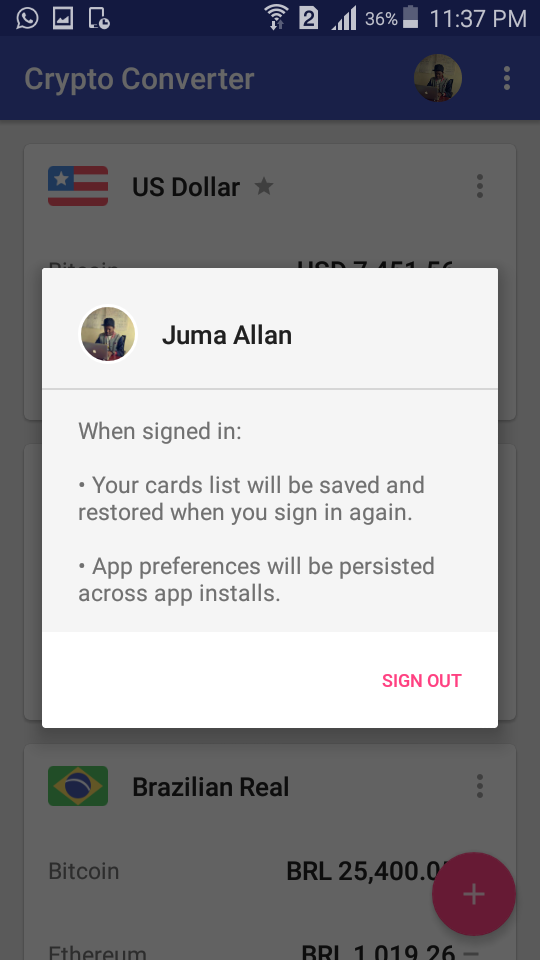 2 36% 11:37 PM
Crypto Converter
US Dollar
Bitcoin USD 7,451.56
Juma Allan
When signed in:
• Your cards list will be saved and
restored when you sign in again.
• App preferences will be persisted
across app installs.
SIGN OUT
Brazilian Real
Bitcoin BRL 25,400.0
Ethereum BRL 1,019.26